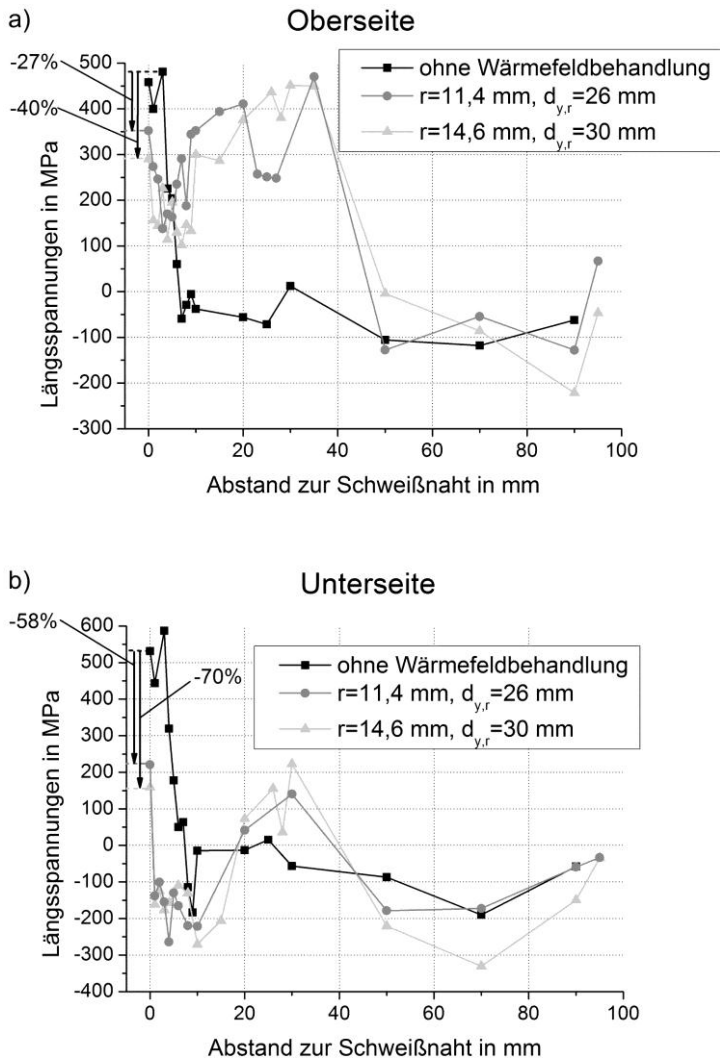 a)
Oberseite
-27%
-40%
500
400
300
200
100
0
-100
-200
-300
Längsspannungen in MPa
ohne Wärmefeldbehandlung
r=11,4 mm, dy,r=26 mm
r=14,6 mm, dy,r=30 mm
0 20 40 60 80 100
Abstand zur Schweißnaht in mm
b)
Unterseite
-58%
-70%
600
500
400
300
200
100
0
-100
-200
-300
-400
Längsspannungen in MPa
ohne Wärmefeldbehandlung
r=11,4 mm, dy,r=26 mm
r=14,6 mm, dy,r=30 mm
0 20 40 60 80 100
Abstand zur Schweißnaht in mm